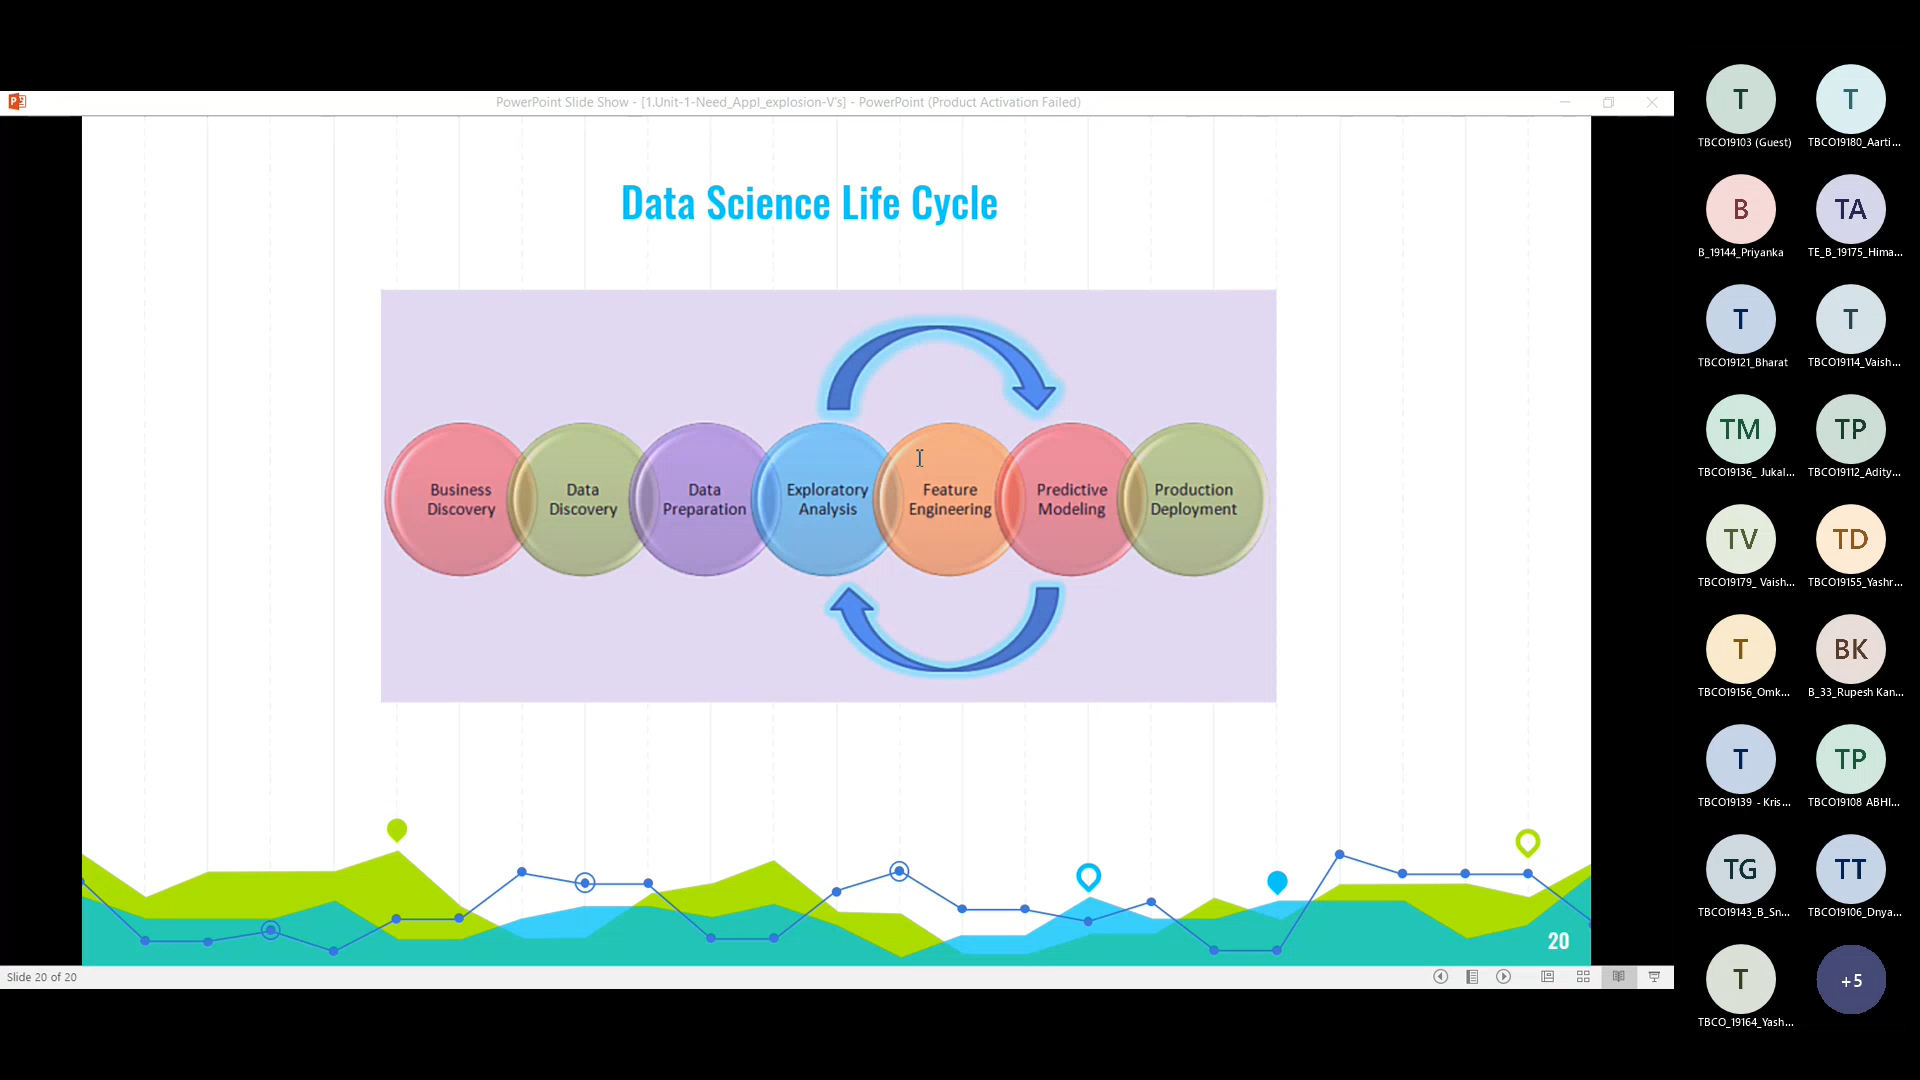 PowerPoint Slide Show - [1.Unit-1-Need_Appl_explosion-V's] - PowerPoint (Product Activation Failed)
Data Science Life Cycle
Business
Discovery
Data
Discovery
Data
Preparation
Exploratory
Analysis
Feature
Engineering
Predictive
Modeling
Production
Deployment
20
Slide 20 of 20
T
TBCO19103 (Guest)
T
TBCO19180_Aarti...
B
B_19144_Priyanka
TA
TE_B_19175_Hima...
T
TBCO19121_Bharat
T
TBCO19114_Vaish...
TM
TBCO19136_ Jukal...
TP
TBCO19112_Adity...
TV
TBCO19179_ Vaish...
TD
TBCO19155_Yashr...
T
TBCO19156_Omk...
BK
B_33_Rupesh Kan...
T
TBCO19139 - Kris...
TP
TBCO19108 ABHI...
TG
TBCO19143_B_Sn...
TT
TBCO19106_Dnya...
T
TBCO_19164_Yash...
+5